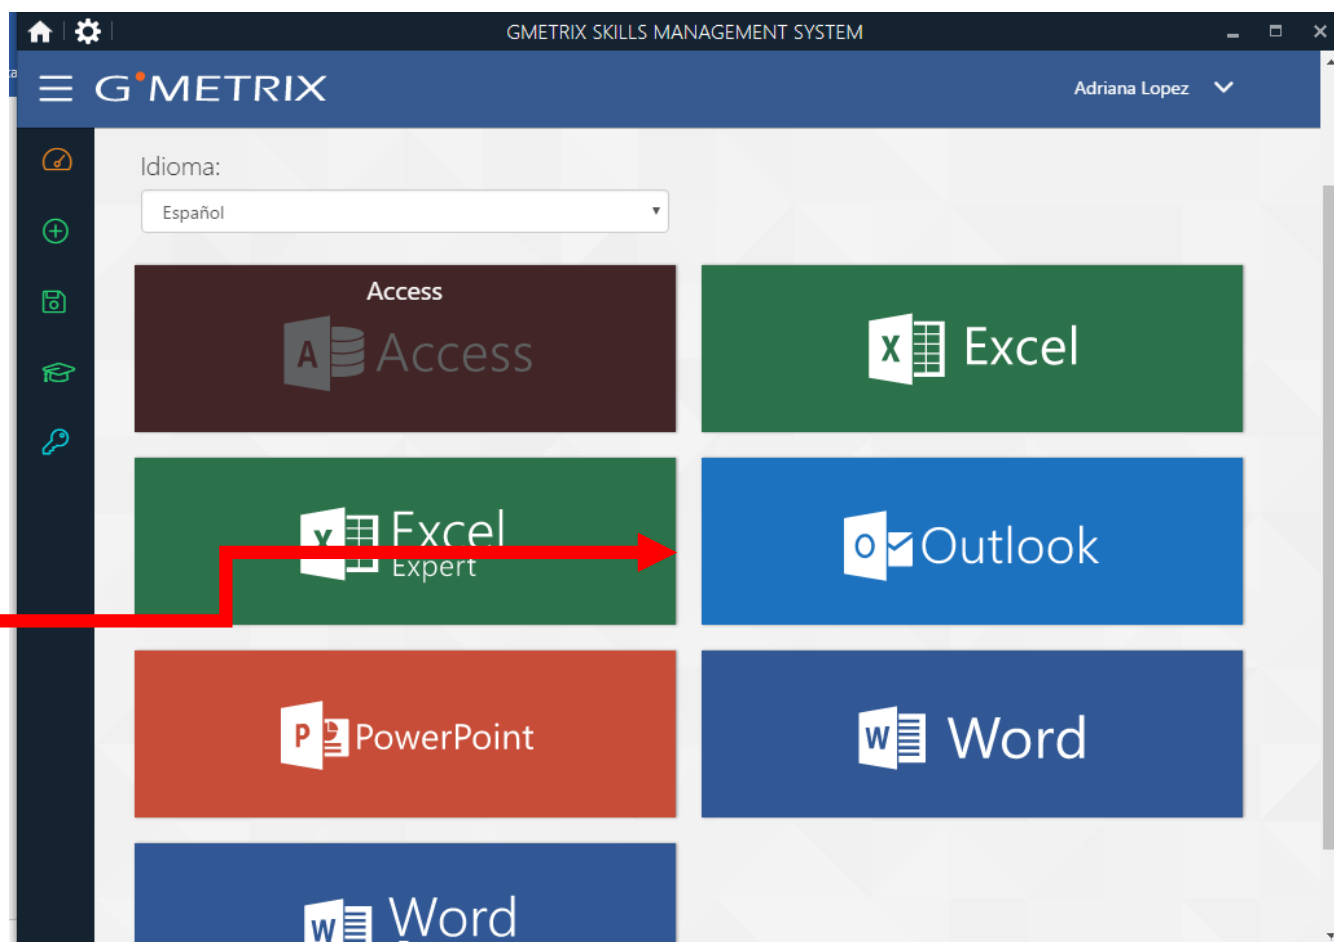 GMETRIX SKILLS MANAGEMENT SYSTEM
G METRIX
Adriana Lopez
Idioma:
Español
Access
A Access
X Excel
X Excel
Expert
O Outlook
P PowerPoint
W Word
W Word